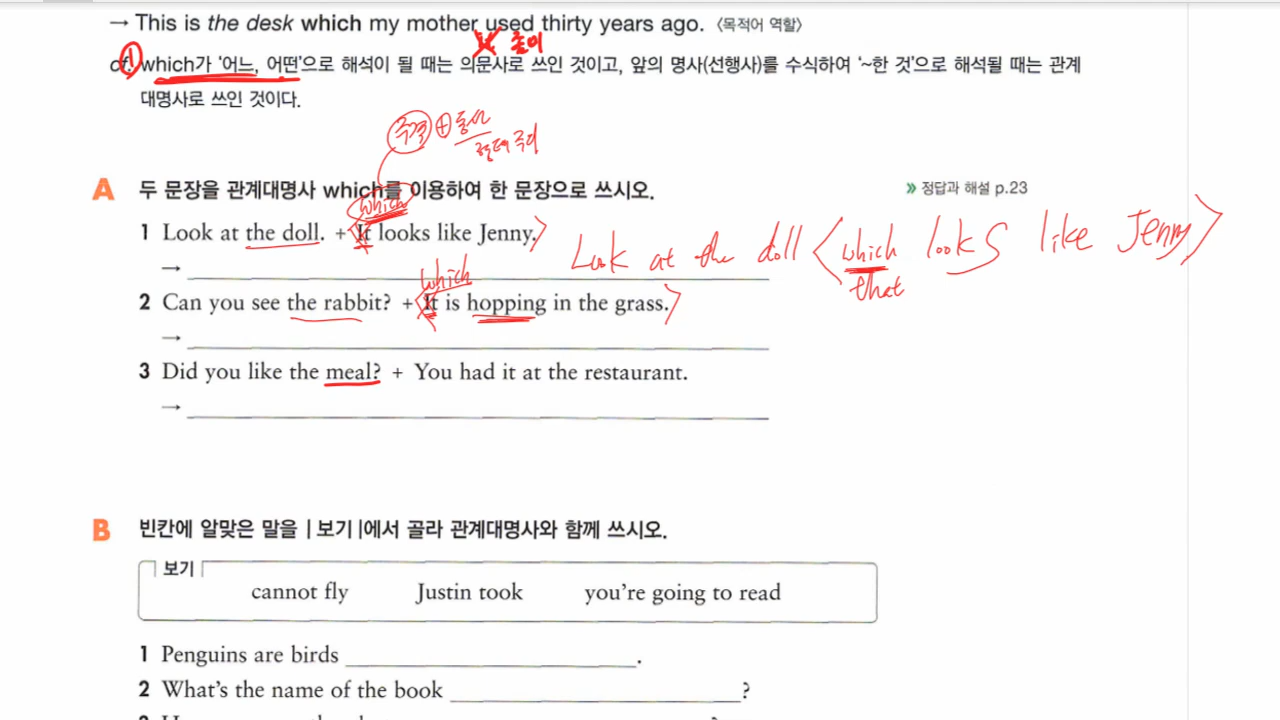 → This is the desk which my mother used thirty years ago. 〈목적어 역할〉
cf. which가 '어느, 어떤'으로 해석이 될 때는 의문사로 쓰인 것이고, 앞의 명사(선행사)를 수식하여 '~한 것'으로 해석될 때는 관계
대명사로 쓰인 것이다.
주격 + 동사
A 두 문장을 관계대명사 which를 이용하여 한 문장으로 쓰시오. » 정답과 해설 p.23
which
1 Look at the doll. + It looks like Jenny.
Look at the doll which looks like Jenny
that
→
which
2 Can you see the rabbit? + It is hopping in the grass.
→
3 Did you like the meal? + You had it at the restaurant.
→
B 빈칸에 알맞은 말을 |보기|에서 골라 관계대명사와 함께 쓰시오.
보기
cannot fly Justin took you're going to read
1 Penguins are birds .
2 What's the name of the book ?